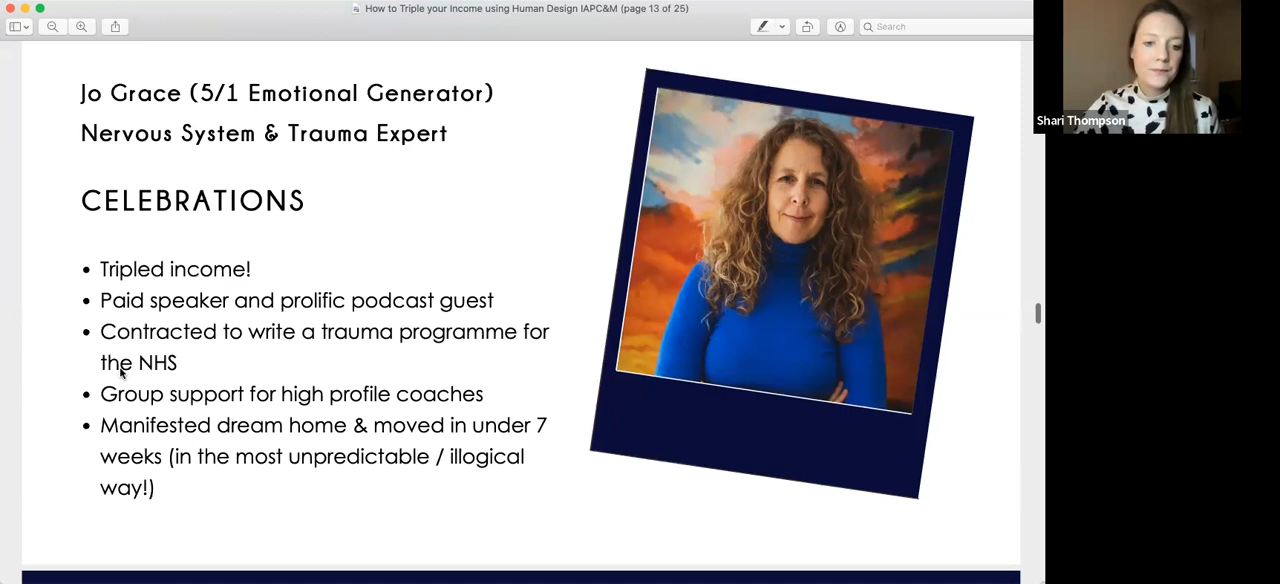 How to Triple your Income using Human Design IAPC&M (page 13 of 25)
Search
Shari Thompson
Jo Grace (5/1 Emotional Generator)
Nervous System & Trauma Expert
CELEBRATIONS
• Tripled income!
• Paid speaker and prolific podcast guest
• Contracted to write a trauma programme for
the NHS
• Group support for high profile coaches
• Manifested dream home & moved in under 7
weeks (in the most unpredictable / illogical
way!)